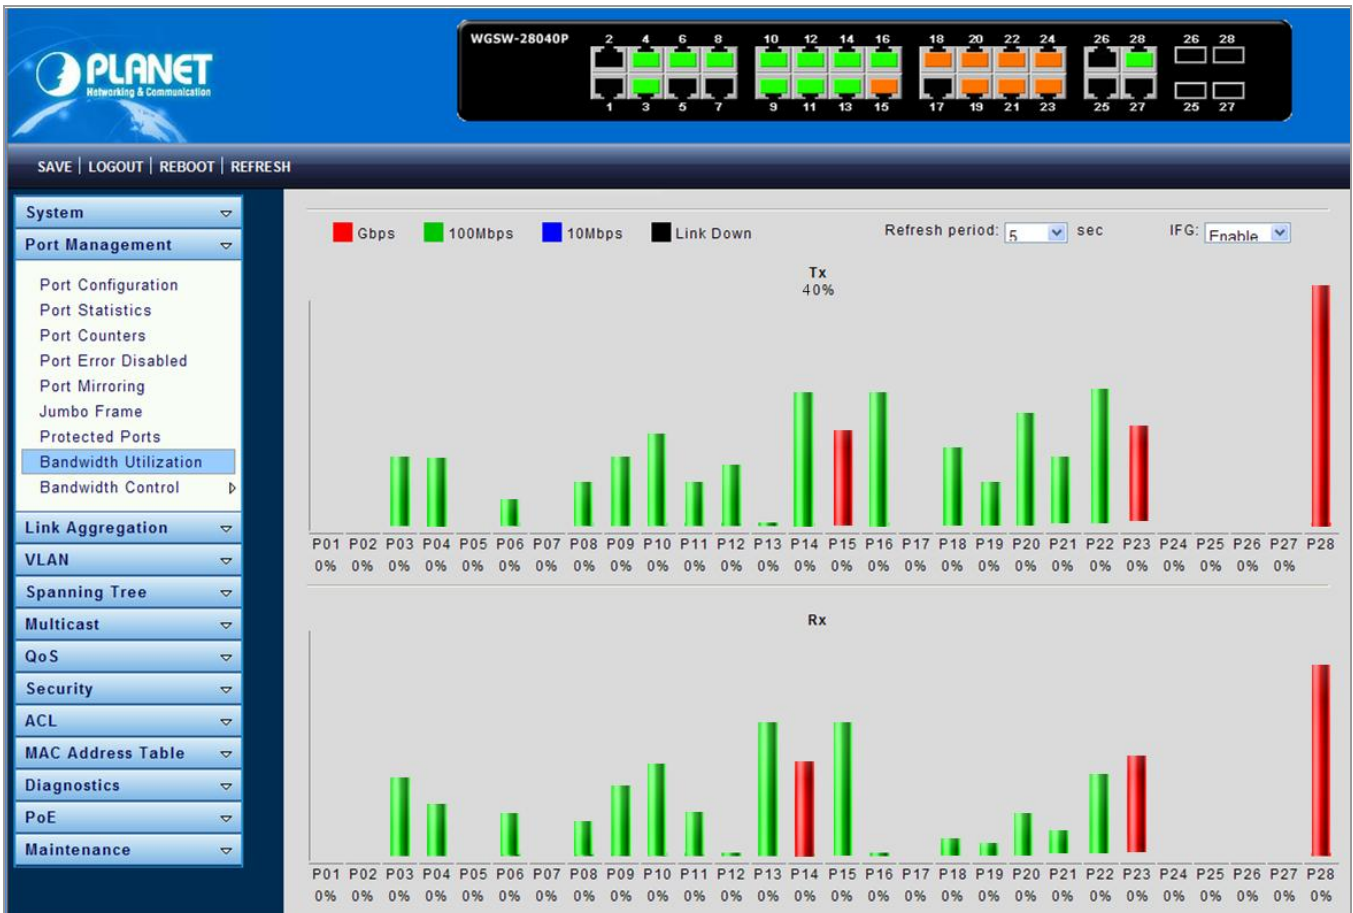 WGSW-28040P
2 4 6 8 10 12 14 16 18 20 22 24 26 28 26 28
PLANET
Networking & Communication
1 3 5 7 9 11 13 15 17 19 21 23 25 27 25 27
SAVE | LOGOUT | REBOOT | REFRESH
System
Port Management
Port Configuration
Port Statistics
Port Counters
Port Error Disabled
Port Mirroring
Jumbo Frame
Protected Ports
Bandwidth Utilization
Bandwidth Control
Link Aggregation
VLAN
Spanning Tree
Multicast
QoS
Security
ACL
MAC Address Table
Diagnostics
PoE
Maintenance
Gbps 100Mbps 10Mbps Link Down Refresh period: 5 sec IFG: Enable
Tx
40%
P01 P02 P03 P04 P05 P06 P07 P08 P09 P10 P11 P12 P13 P14 P15 P16 P17 P18 P19 P20 P21 P22 P23 P24 P25 P26 P27 P28
0% 0% 0% 0% 0% 0% 0% 0% 0% 0% 0% 0% 0% 0% 0% 0% 0% 0% 0% 0% 0% 0% 0% 0% 0% 0% 0%
Rx
P01 P02 P03 P04 P05 P06 P07 P08 P09 P10 P11 P12 P13 P14 P15 P16 P17 P18 P19 P20 P21 P22 P23 P24 P25 P26 P27 P28
0% 0% 0% 0% 0% 0% 0% 0% 0% 0% 0% 0% 0% 0% 0% 0% 0% 0% 0% 0% 0% 0% 0% 0% 0% 0% 0% 0%